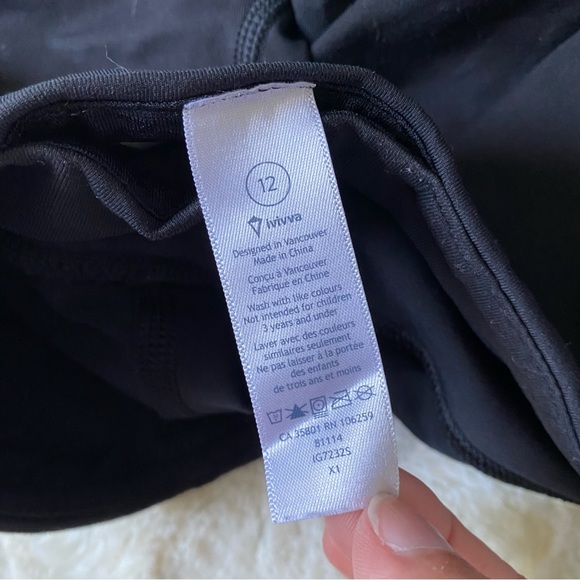 12
ivivva
Designed in Vancouver
Made in China
Conçu à Vancouver
Fabriqué en Chine
Wash with like colours
Not intended for children
3 years and under
Laver avec des couleurs
similaires seulement
Ne pas laisser à la portée
des enfants
de trois ans et moins
CA 35801 RN 106259
81114
IG7232S
X1